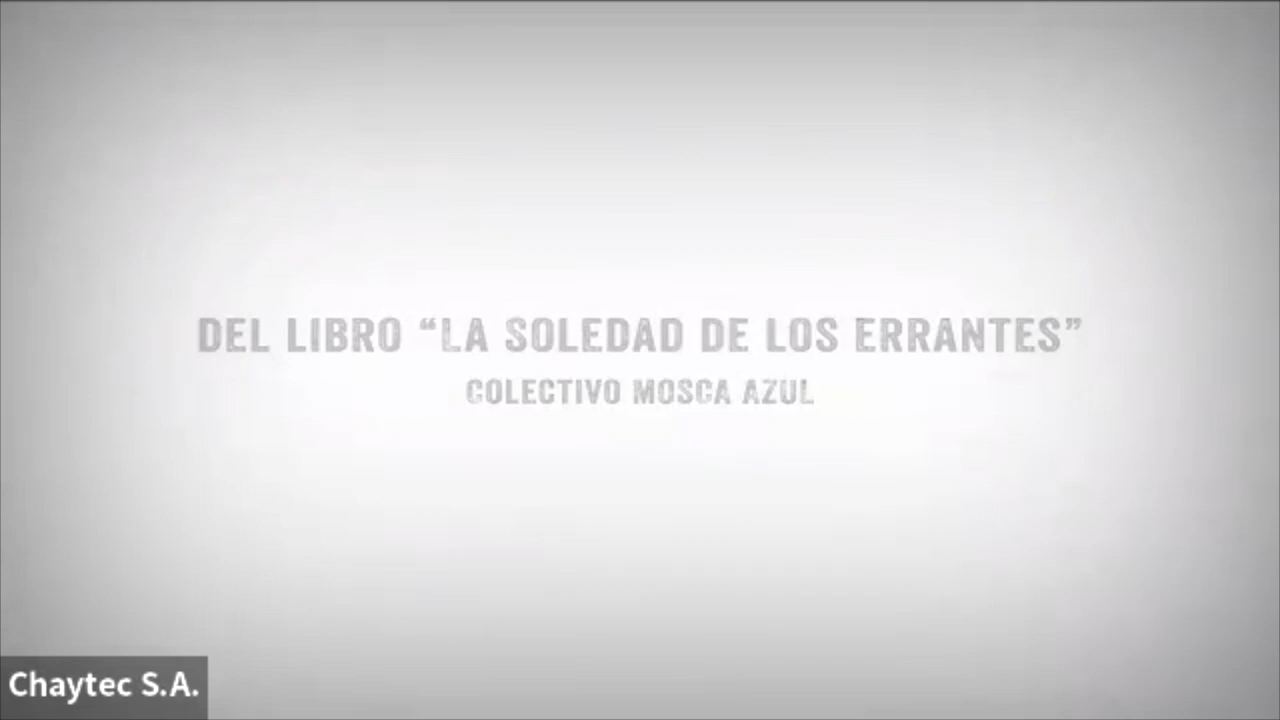 DEL LIBRO “LA SOLEDAD DE LOS ERRANTES”
COLECTIVO MOSCA AZUL
Chaytec S.A.